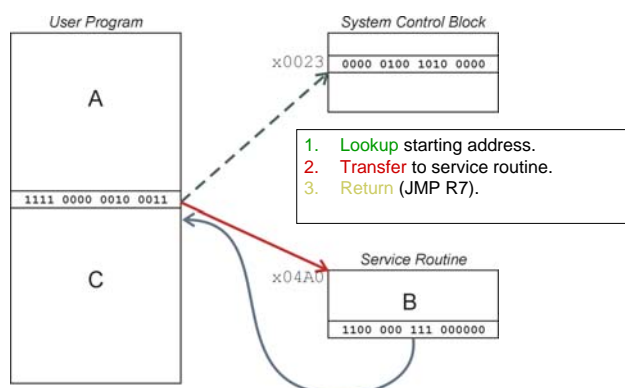 User Program
System Control Block
x0023
0000 0100 1010 0000
A
1. Lookup starting address.
2. Transfer to service routine.
3. Return (JMP R7).
1111 0000 0010 0011
Service Routine
x04A0
C
B
1100 000 111 000000